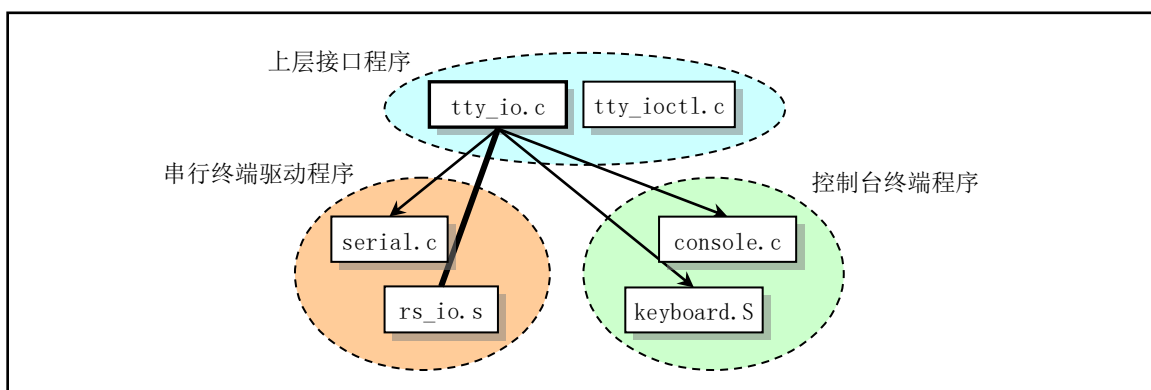 上层接口程序
tty_io.c
tty_ioctl.c
串行终端驱动程序
控制台终端程序
serial.c
console.c
rs_io.s
keyboard.S